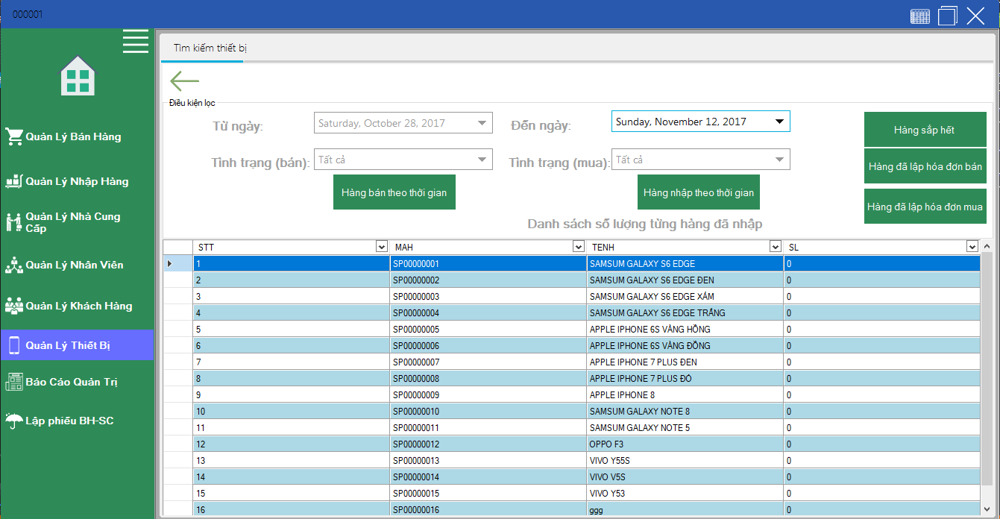 000001
Tìm kiếm thiết bị
Điều kiện lọc
Từ ngày:
Saturday, October 28, 2017
Đến ngày:
Sunday, November 12, 2017
Hàng sắp hết
Tình trạng (bán):
Tất cả
Tình trạng (mua):
Tất cả
Hàng đã lập hóa đơn bán
Hàng bán theo thời gian
Hàng nhập theo thời gian
Hàng đã lập hóa đơn mua
Danh sách số lượng từng hàng đã nhập
Quản Lý Bán Hàng
Quản Lý Nhập Hàng
Quản Lý Nhà Cung
Cấp
Quản Lý Nhân Viên
Quản Lý Khách Hàng
Quản Lý Thiết Bị
Báo Cáo Quản Trị
Lập phiếu BH-SC
STT MAH TENH SL
1 SP00000001 SAMSUM GALAXY S6 EDGE 0
2 SP00000002 SAMSUM GALAXY S6 EDGE ĐEN 0
3 SP00000003 SAMSUM GALAXY S6 EDGE XÁM 0
4 SP00000004 SAMSUM GALAXY S6 EDGE TRẮNG 0
5 SP00000005 APPLE IPHONE 6S VÀNG HỒNG 0
6 SP00000006 APPLE IPHONE 6S VÀNG ĐỒNG 0
7 SP00000007 APPLE IPHONE 7 PLUS ĐEN 0
8 SP00000008 APPLE IPHONE 7 PLUS ĐỎ 0
9 SP00000009 APPLE IPHONE 8 0
10 SP00000010 SAMSUM GALAXY NOTE 8 0
11 SP00000011 SAMSUM GALAXY NOTE 5 0
12 SP00000012 OPPO F3 0
13 SP00000013 VIVO Y55S 0
14 SP00000014 VIVO V5S 0
15 SP00000015 VIVO Y53 0
16 SP00000016 ggg 0